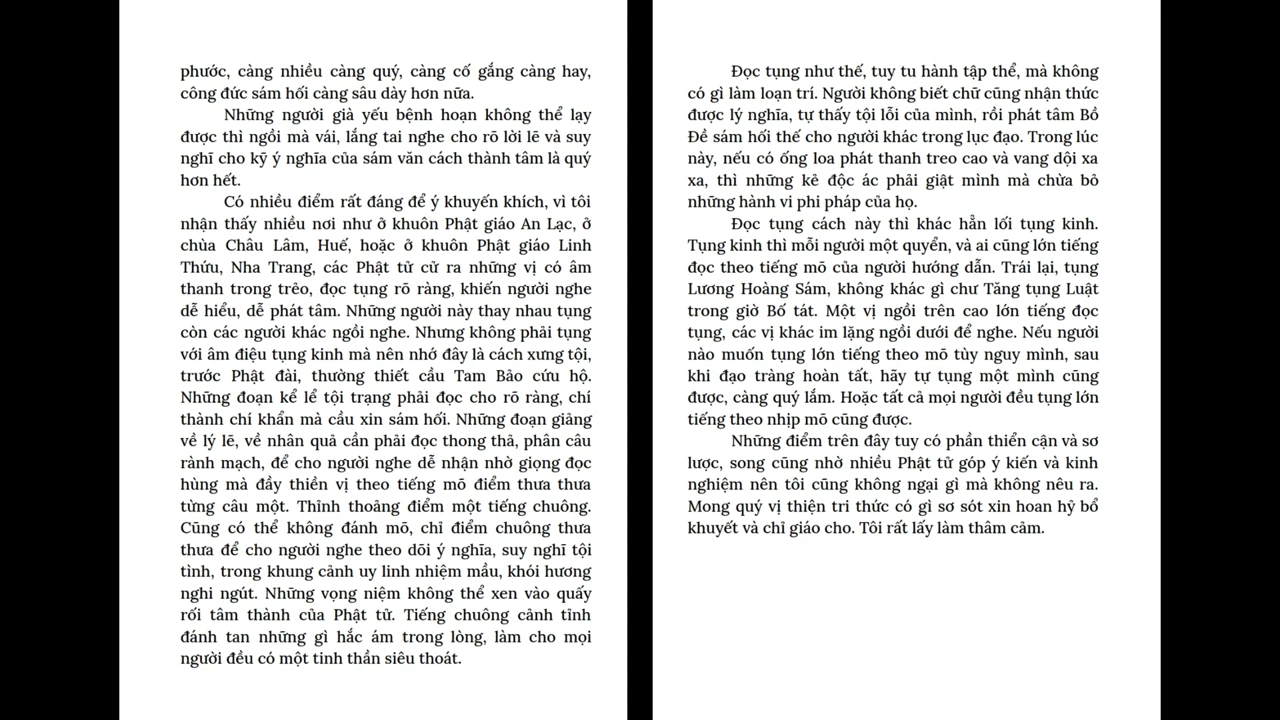 phước, càng nhiều càng quý, càng cố gắng càng hay,
công đức sám hối càng sâu dày hơn nữa.
Những người già yếu bệnh hoạn không thể lạy
được thì ngồi mà vái, lắng tai nghe cho rõ lời lẽ và suy
nghĩ cho kỹ ý nghĩa của sám văn cách thành tâm là quý
hơn hết.
Có nhiều điểm rất đáng để ý khuyến khích, vì tôi
nhận thấy nhiều nơi như ở khuôn Phật giáo An Lạc, ở
chùa Châu Lâm, Huế, hoặc ở khuôn Phật giáo Linh
Thứu, Nha Trang, các Phật tử cử ra những vị có âm
thanh trong trẻo, đọc tụng rõ ràng, khiến người nghe
dễ hiểu, dễ phát tâm. Những người này thay nhau tụng
còn các người khác ngồi nghe. Nhưng không phải tụng
với âm điệu tụng kinh mà nên nhớ đây là cách xưng tội,
trước Phật đài, thường thiết cầu Tam Bảo cứu hộ.
Những đoạn kể lể tội trạng phải đọc cho rõ ràng, chí
thành chí khẩn mà cầu xin sám hối. Những đoạn giảng
về lý lẽ, về nhân quả cần phải đọc thong thả, phân câu
rành mạch, để cho người nghe dễ nhận nhờ giọng đọc
hùng mà đầy thiền vị theo tiếng mõ điểm thưa thưa
từng câu một. Thỉnh thoảng điểm một tiếng chuông.
Cũng có thể không đánh mõ, chỉ điểm chuông thưa
thưa để cho người nghe theo dõi ý nghĩa, suy nghĩ tội
tình, trong khung cảnh uy linh nhiệm mầu, khói hương
nghi ngút. Những vọng niệm không thể xen vào quấy
rối tâm thành của Phật tử. Tiếng chuông cảnh tỉnh
đánh tan những gì hắc ám trong lòng, làm cho mọi
người đều có một tinh thần siêu thoát.
Đọc tụng như thế, tuy tu hành tập thể, mà không
có gì làm loạn trí. Người không biết chữ cũng nhận thức
được lý nghĩa, tự thấy tội lỗi của mình, rồi phát tâm Bồ
Đề sám hối thế cho người khác trong lục đạo. Trong lúc
này, nếu có ống loa phát thanh treo cao và vang dội xa
xa, thì những kẻ độc ác phải giật mình mà chừa bỏ
những hành vi phi pháp của họ.
Đọc tụng cách này thì khác hẳn lối tụng kinh.
Tụng kinh thì mỗi người một quyển, và ai cũng lớn tiếng
đọc theo tiếng mõ của người hướng dẫn. Trái lại, tụng
Lương Hoàng Sám, không khác gì chư Tăng tụng Luật
trong giờ Bố tát. Một vị ngồi trên cao lớn tiếng đọc
tụng, các vị khác im lặng ngồi dưới để nghe. Nếu người
nào muốn tụng lớn tiếng theo mõ tùy nguy mình, sau
khi đạo tràng hoàn tất, hãy tự tụng một mình cũng
được, càng quý lắm. Hoặc tất cả mọi người đều tụng lớn
tiếng theo nhịp mõ cũng được.
Những điểm trên đây tuy có phần thiển cận và sơ
lược, song cũng nhờ nhiều Phật tử góp ý kiến và kinh
nghiệm nên tôi cũng không ngại gì mà không nêu ra.
Mong quý vị thiện tri thức có gì sơ sót xin hoan hỷ bổ
khuyết và chỉ giáo cho. Tôi rất lấy làm thâm cảm.